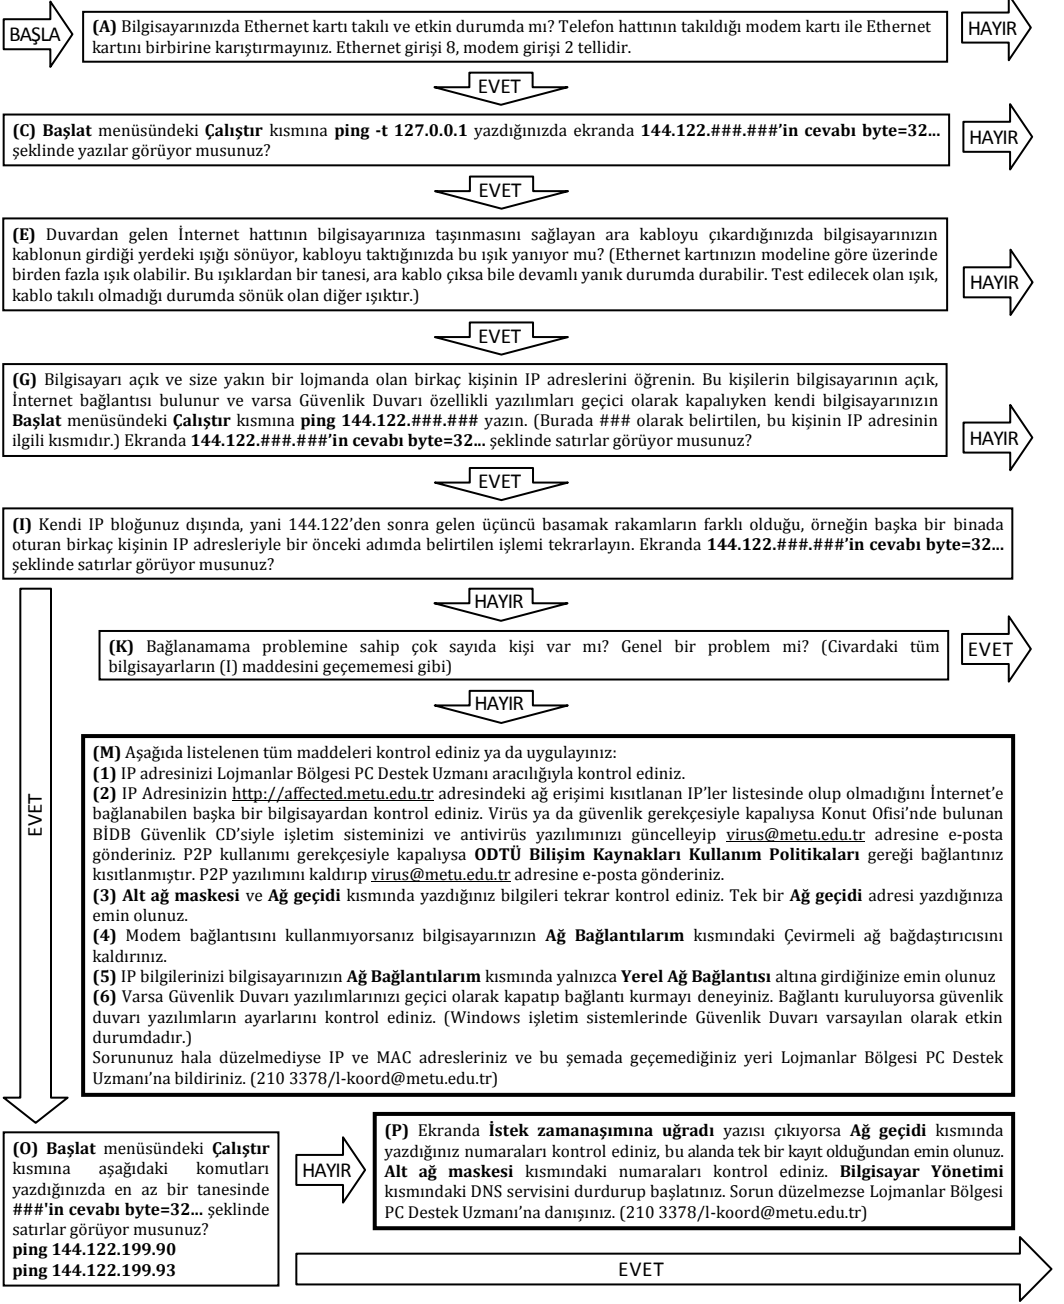 BAŞLA
(A) Bilgisayarınızda Ethernet kartı takılı ve etkin durumda mı? Telefon hattının takıldığı modem kartı ile Ethernet
kartını birbirine karıştırmayınız. Ethernet girişi 8, modem girişi 2 tellidir.
HAYIR
EVET
(C) Başlat menüsündeki Çalıştır kısmına ping -t 127.0.0.1 yazdığınızda ekranda 144.122.###.###’in cevabı byte=32...
şeklinde yazılar görüyor musunuz?
HAYIR
EVET
(E) Duvardan gelen İnternet hattının bilgisayarınıza taşınmasını sağlayan ara kabloyu çıkardığınızda bilgisayarınızın
kablonun girdiği yerdeki ışığı sönüyor, kabloyu taktığınızda bu ışık yanıyor mu? (Ethernet kartınızın modeline göre üzerinde
birden fazla ışık olabilir. Bu ışıklardan bir tanesi, ara kablo çıksa bile devamlı yanık durumda durabilir. Test edilecek olan ışık,
kablo takılı olmadığı durumda sönük olan diğer ışıktır.)
HAYIR
EVET
(G) Bilgisayarı açık ve size yakın bir lojmanda olan birkaç kişinin IP adreslerini öğrenin. Bu kişilerin bilgisayarının açık,
İnternet bağlantısı bulunur ve varsa Güvenlik Duvarı özellikli yazılımları geçici olarak kapalıyken kendi bilgisayarınızın
Başlat menüsündeki Çalıştır kısmına ping 144.122.###.### yazın. (Burada ### olarak belirtilen, bu kişinin IP adresinin
ilgili kısmıdır.) Ekranda 144.122.###.###’in cevabı byte=32... şeklinde satırlar görüyor musunuz?
HAYIR
EVET
(I) Kendi IP bloğunuz dışında, yani 144.122’den sonra gelen üçüncü basamak rakamların farklı olduğu, örneğin başka bir binada
oturan birkaç kişinin IP adresleriyle bir önceki adımda belirtilen işlemi tekrarlayın. Ekranda 144.122.###.###’in cevabı byte=32...
şeklinde satırlar görüyor musunuz?
HAYIR
(K) Bağlanamama problemine sahip çok sayıda kişi var mı? Genel bir problem mi? (Civardaki tüm
bilgisayarların (I) maddesini geçememesi gibi)
EVET
HAYIR
EVET
(M) Aşağıda listelenen tüm maddeleri kontrol ediniz ya da uygulayınız:
(1) IP adresinizi Lojmanlar Bölgesi PC Destek Uzmanı aracılığıyla kontrol ediniz.
(2) IP Adresinizin http://affected.metu.edu.tr adresindeki ağ erişimi kısıtlanan IP’ler listesinde olup olmadığını İnternet’e
bağlanabilen başka bir bilgisayardan kontrol ediniz. Virüs ya da güvenlik gerekçesiyle kapalıysa Konut Ofisi’nde bulunan
BİDB Güvenlik CD’siyle işletim sisteminizi ve antivirüs yazılımınızı güncelleyip virus@metu.edu.tr adresine e-posta
gönderiniz. P2P kullanımı gerekçesiyle kapalıysa ODTÜ Bilişim Kaynakları Kullanım Politikaları gereği bağlantınız
kısıtlanmıştır. P2P yazılımını kaldırıp virus@metu.edu.tr adresine e-posta gönderiniz.
(3) Alt ağ maskesi ve Ağ geçidi kısmında yazdığınız bilgileri tekrar kontrol ediniz. Tek bir Ağ geçidi adresi yazdığınıza
emin olunuz.
(4) Modem bağlantısını kullanmıyorsanız bilgisayarınızın Ağ Bağlantılarım kısmındaki Çevirmeli ağ bağdaştırıcısını
kaldırınız.
(5) IP bilgilerinizi bilgisayarınızın Ağ Bağlantılarım kısmında yalnızca Yerel Ağ Bağlantısı altına girdiğinize emin olunuz
(6) Varsa Güvenlik Duvarı yazılımlarınızı geçici olarak kapatıp bağlantı kurmayı deneyiniz. Bağlantı kuruluyorsa güvenlik
duvarı yazılımların ayarlarını kontrol ediniz. (Windows işletim sistemlerinde Güvenlik Duvarı varsayılan olarak etkin
durumdadır.)
Sorununuz hala düzelmediyse IP ve MAC adresleriniz ve bu şemada geçemediğiniz yeri Lojmanlar Bölgesi PC Destek
Uzmanı’na bildiriniz. (210 3378/l-koord@metu.edu.tr)
(O) Başlat menüsündeki Çalıştır
kısmına aşağıdaki komutları
yazdığınızda en az bir tanesinde
###'in cevabı byte=32... şeklinde
satırlar görüyor musunuz?
ping 144.122.199.90
ping 144.122.199.93
HAYIR
(P) Ekranda İstek zamanaşımına uğradı yazısı çıkıyorsa Ağ geçidi kısmında
yazdığınız numaraları kontrol ediniz, bu alanda tek bir kayıt olduğundan emin olunuz.
Alt ağ maskesi kısmındaki numaraları kontrol ediniz. Bilgisayar Yönetimi
kısmındaki DNS servisini durdurup başlatınız. Sorun düzelmezse Lojmanlar Bölgesi
PC Destek Uzmanı’na danışınız. (210 3378/l-koord@metu.edu.tr)
EVET